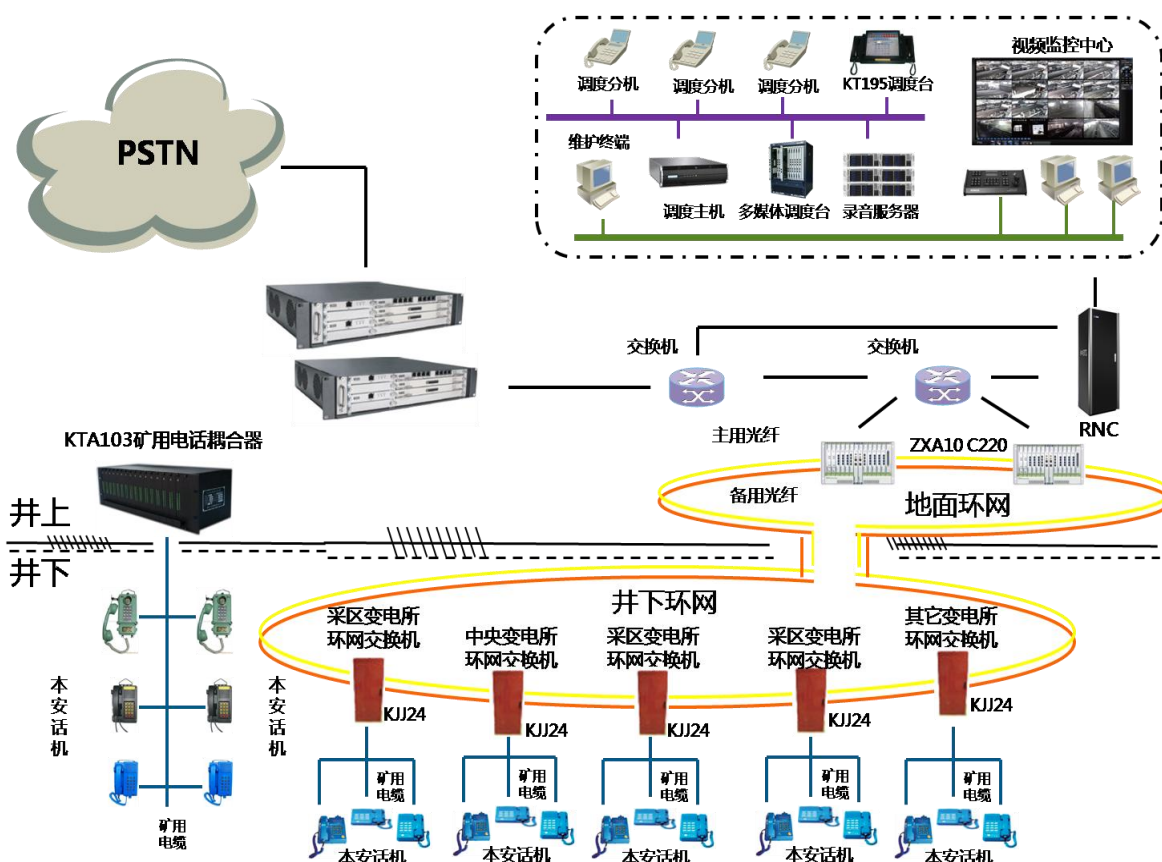 视频监控中心
调度分机
调度分机
调度分机
KT195调度台
维护终端
调度主机
多媒体调度台
录音服务器
PSTN
交换机
交换机
RNC
主用光纤
ZXA10 C220
备用光纤
地面环网
KTA103矿用电话耦合器
井上
井下
井下环网
采区变电所
环网交换机
中央变电所
环网交换机
采区变电所
环网交换机
采区变电所
环网交换机
其它变电所
环网交换机
KJJ24
KJJ24
KJJ24
KJJ24
KJJ24
本安话机
本安话机
矿用
电缆
矿用
电缆
矿用
电缆
矿用
电缆
矿用
电缆
矿用
电缆
本安话机
本安话机
本安话机
本安话机
本安话机